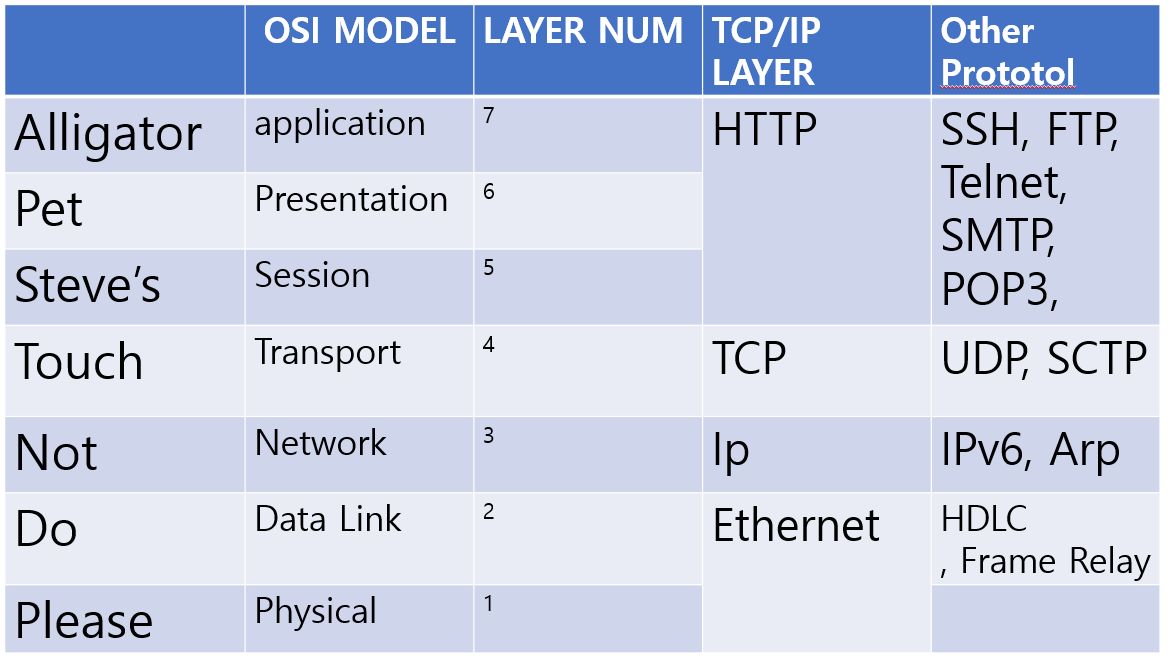 OSI MODEL LAYER NUM TCP/IP LAYER Other Prototol
Alligator application 7 HTTP SSH, FTP,
Telnet,
SMTP,
POP3,
Pet Presentation 6
Steve’s Session 5
Touch Transport 4 TCP UDP, SCTP
Not Network 3 Ip IPv6, Arp
Do Data Link 2 Ethernet HDLC
, Frame Relay
Please Physical 1